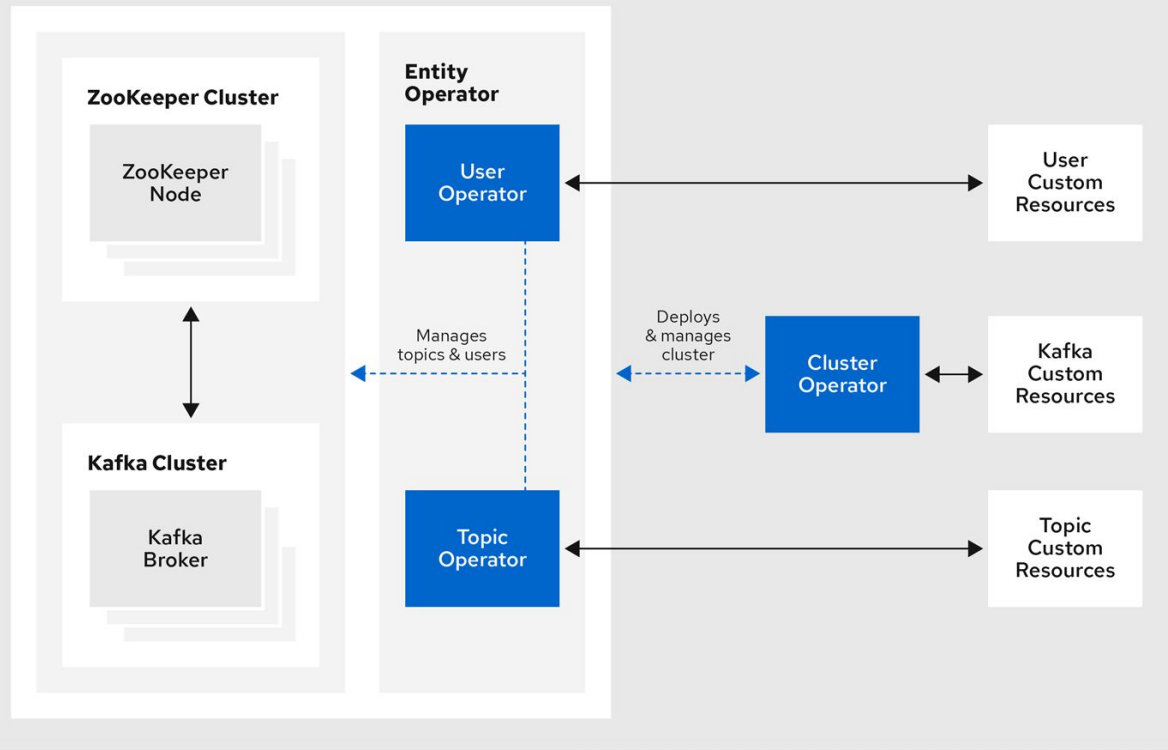 ZooKeeper Cluster
ZooKeeper
Node
Kafka Cluster
Kafka
Broker
Entity
Operator
User
Operator
Manages
topics & users
Topic
Operator
Deploys
& manages
cluster
Cluster
Operator
User
Custom
Resources
Kafka
Custom
Resources
Topic
Custom
Resources